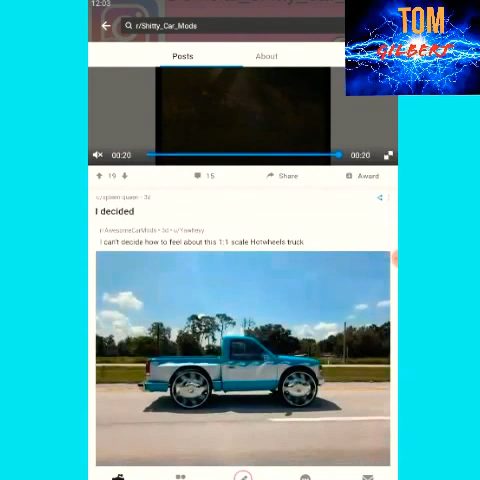 12:03
TOM
GILBERT
r/Shitty_Car_Mods
Posts
About
00:20
00:20
19
15
Share
Award
I decided
I can't decide how to feel about this 1:1 scale Hotwheels truck